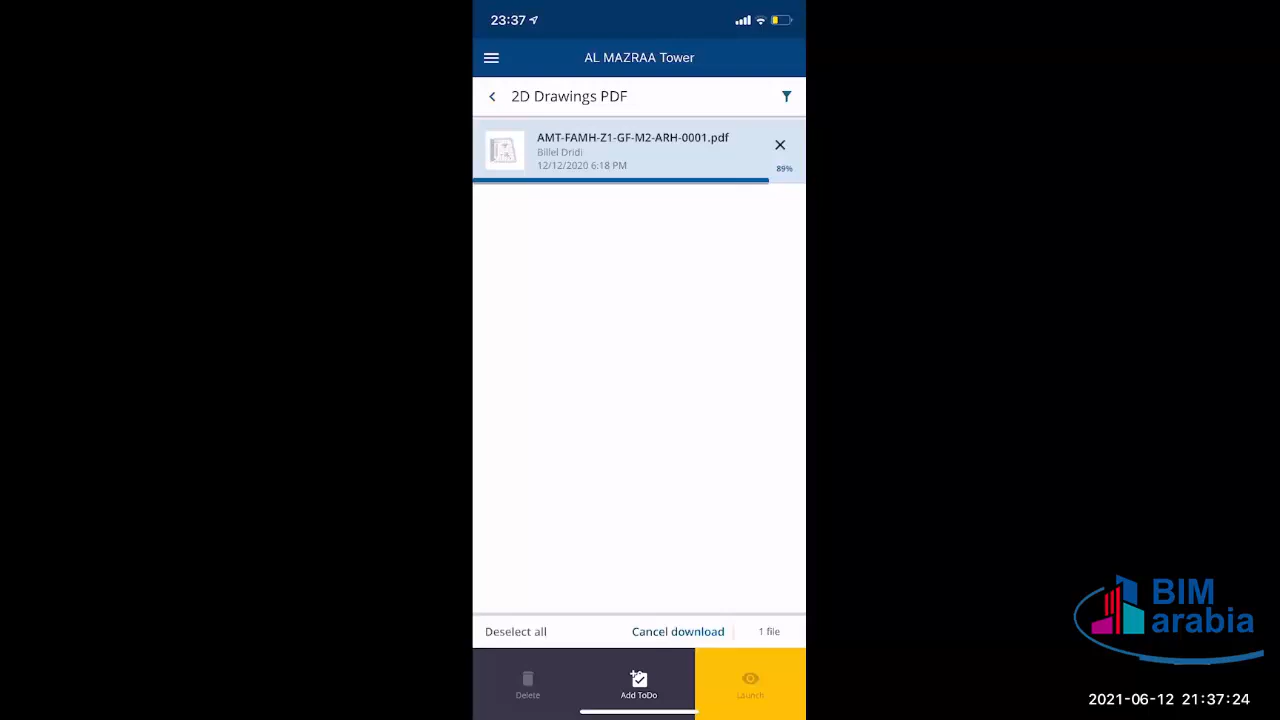 23:37
AL MAZRAA Tower
2D Drawings PDF
AMT-FAMH-Z1-GF-M2-ARH-0001.pdf
Billel Dridi
12/12/2020 6:18 PM
89%
Deselect all
Cancel download
1 file
Delete
Add ToDo
Launch
BIM
arabia
2021-06-12 21:37:24